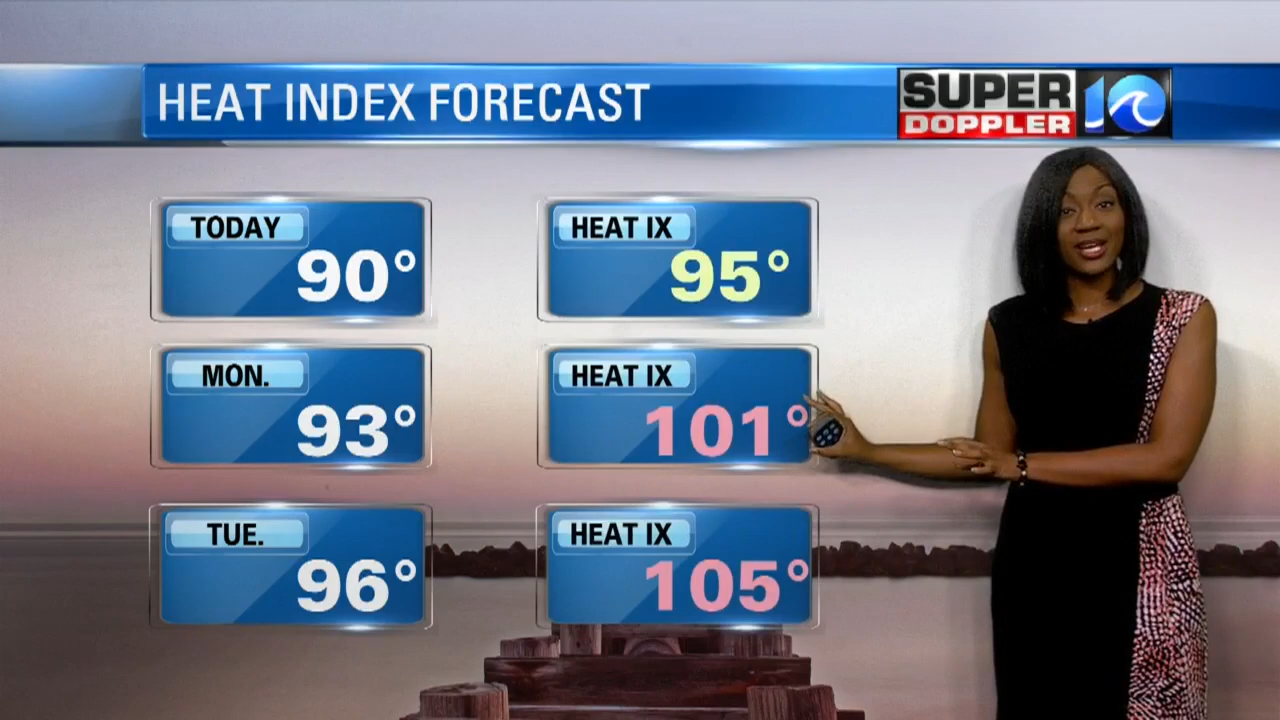 HEAT INDEX FORECAST
SUPER
DOPPLER 10
TODAY
90°
HEAT IX
95°
MON.
93°
HEAT IX
101°
TUE.
96°
HEAT IX
105°